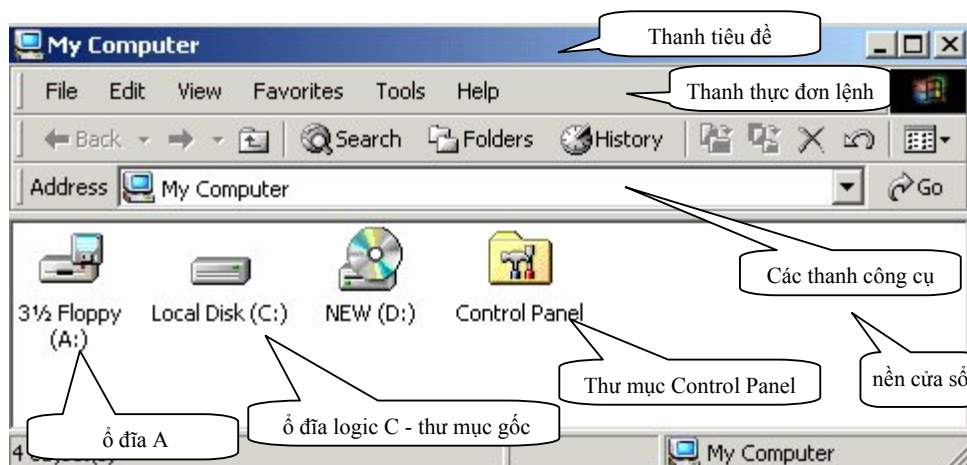 My Computer
Thanh tiêu đề
File Edit View Favorites Tools Help
Thanh thực đơn lệnh
Back Search Folders History
Address My Computer Go
Các thanh công cụ
3½ Floppy (A:)
Local Disk (C:)
NEW (D:)
Control Panel
Thư mục Control Panel
nền cửa sổ
ổ đĩa A
ổ đĩa logic C - thư mục gốc
4
My Computer